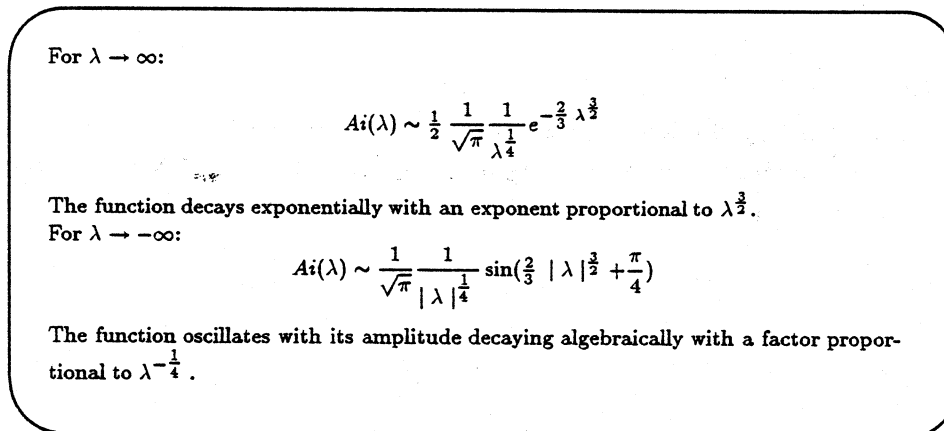 For λ → ∞:
Ai(λ) ∼ 1/2 1/√π 1/λ^{1/4} e^{-2/3 λ^{3/2}}
The function decays exponentially with an exponent proportional to λ^{3/2}.
For λ → −∞:
Ai(λ) ∼ 1/√π 1/|λ|^{1/4} sin(2/3 |λ|^{3/2} + π/4)
The function oscillates with its amplitude decaying algebraically with a factor propor-
tional to λ^{-1/4} .